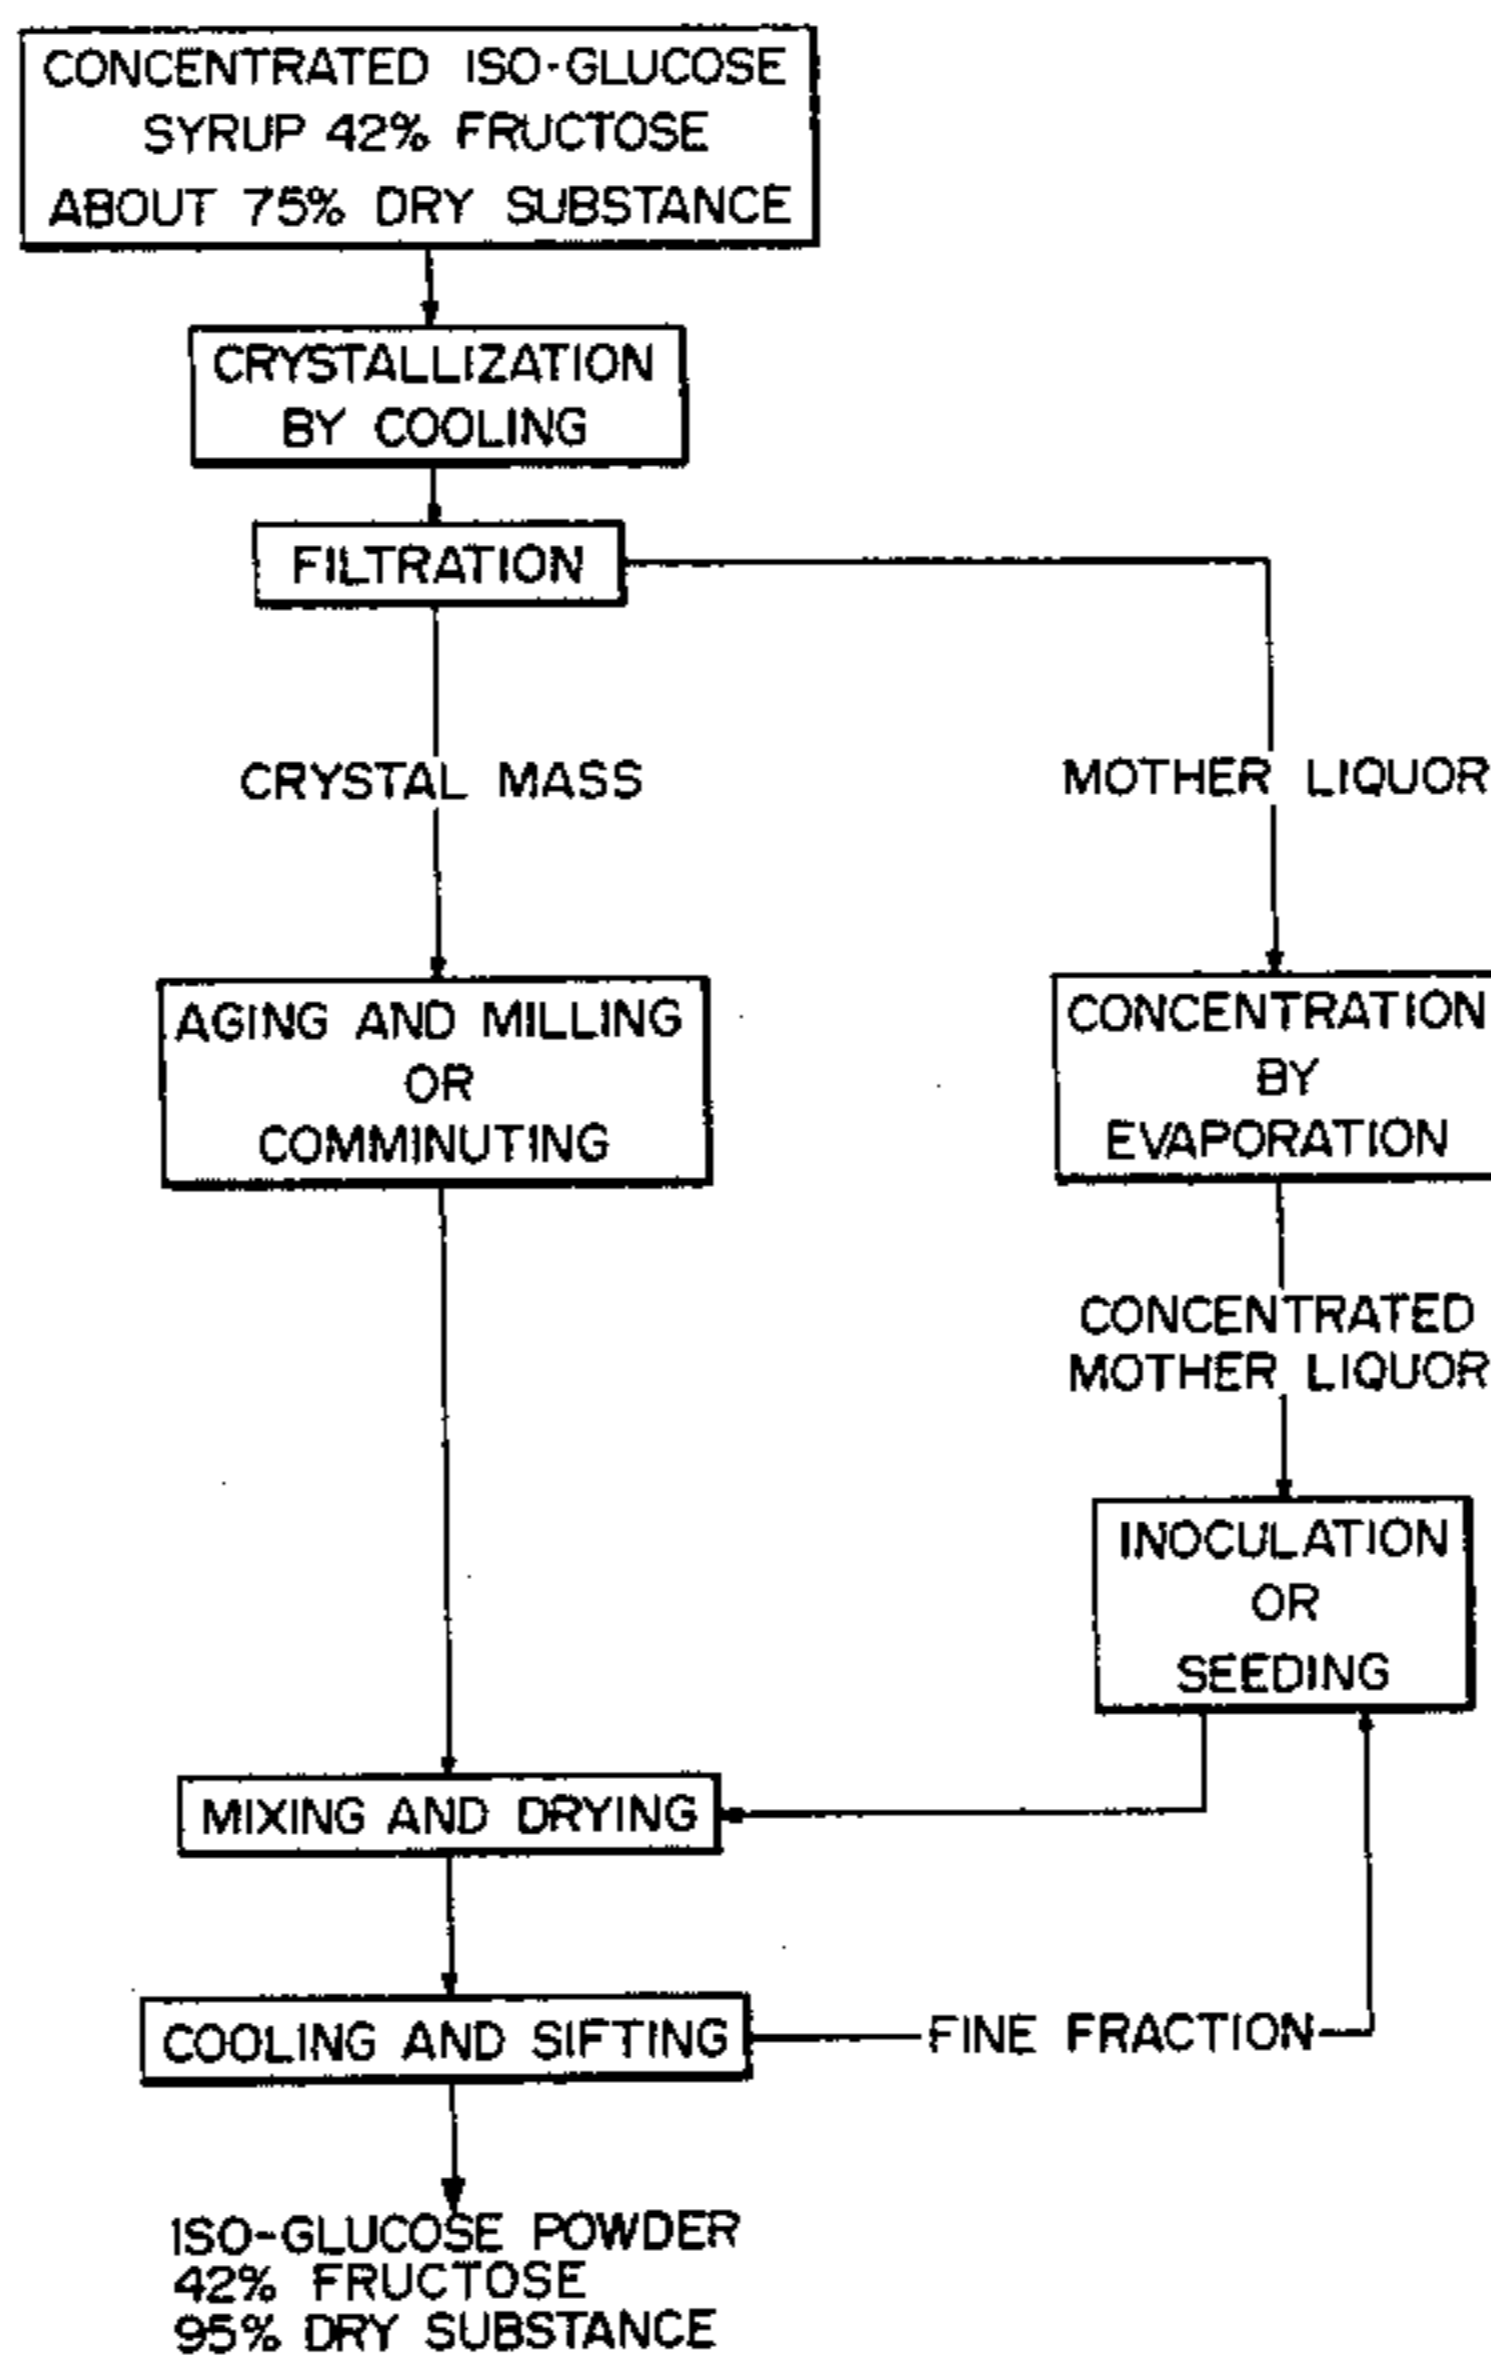 CONCENTRATED ISO-GLUCOSE
SYRUP 42% FRUCTOSE
ABOUT 75% DRY SUBSTANCE
CRYSTALLIZATION
BY COOLING
FILTRATION
CRYSTAL MASS
MOTHER LIQUOR
AGING AND MILLING
OR
COMMINUTING
CONCENTRATION
BY
EVAPORATION
CONCENTRATED
MOTHER LIQUOR
INOCULATION
OR
SEEDING
MIXING AND DRYING
COOLING AND SIFTING
FINE FRACTION
ISO-GLUCOSE POWDER
42% FRUCTOSE
95% DRY SUBSTANCE